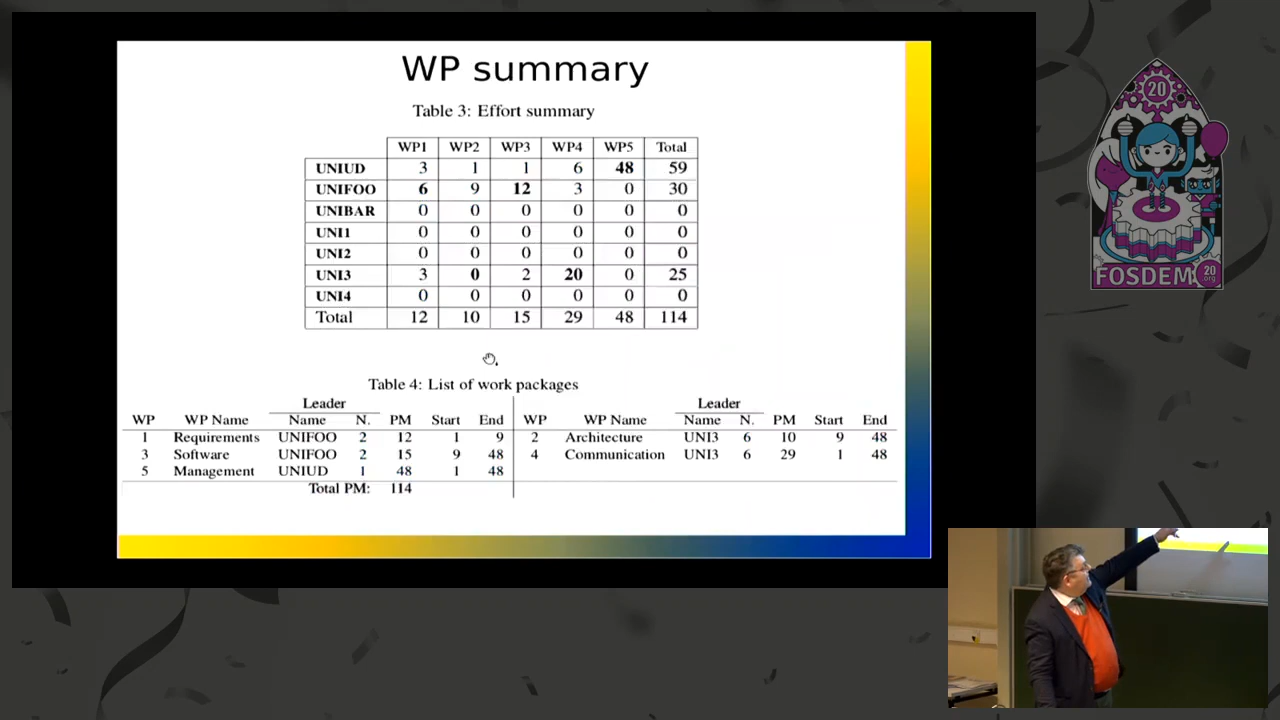 WP summary
Table 3: Effort summary
WP1 WP2 WP3 WP4 WP5 Total
UNIUD 3 1 1 6 48 59
UNIFOO 6 9 12 3 0 30
UNIBAR 0 0 0 0 0 0
UNI1 0 0 0 0 0 0
UNI2 0 0 0 0 0 0
UNI3 3 0 2 20 0 25
UNI4 0 0 0 0 0 0
Total 12 10 15 29 48 114
Table 4: List of work packages
Leader Leader
WP WP Name Name N. PM Start End WP WP Name Name N. PM Start End
1 Requirements UNIFOO 2 12 1 9 2 Architecture UNI3 6 10 9 48
3 Software UNIFOO 2 15 9 48 4 Communication UNI3 6 29 1 48
5 Management UNIUD 1 48 1 48
Total PM: 114
20
FOSDEM
20
.org